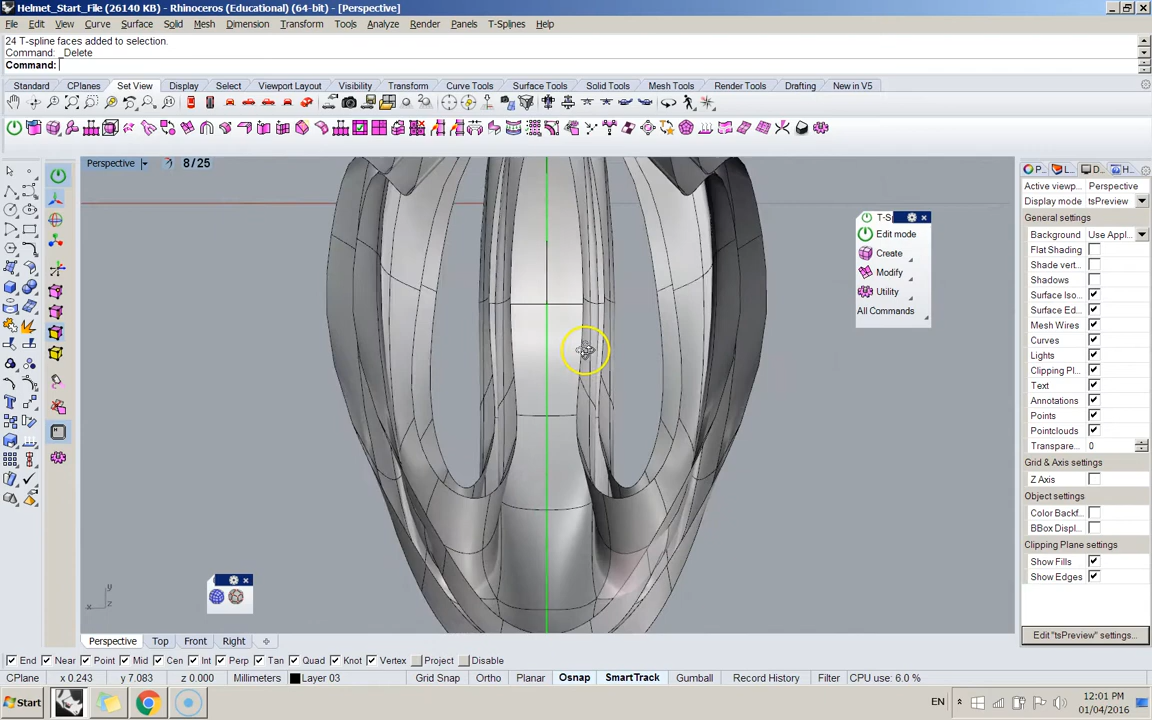 Helmet_Start_File (26140 KB) - Rhinoceros (Educational) (64-bit) - [Perspective]
File Edit View Curve Surface Solid Mesh Dimension Transform Tools Analyze Render Panels T-Splines Help
24 T-spline faces added to selection.
Command: _Delete
Command:
Standard CPlanes Set View Display Select Viewport Layout Visibility Transform Curve Tools Surface Tools Solid Tools Mesh Tools Render Tools Drafting New in V5
Perspective 8/25
P... L... D... H...
Active viewp... Perspective
Display mode tsPreview
General settings
Background Use Appl...
Flat Shading
Shade vert...
Shadows
Surface Iso...
Surface Ed...
Mesh Wires
Curves
Lights
Clipping Pl...
Text
Annotations
Points
Pointclouds
Transpare... 0
Grid & Axis settings
Z Axis
Object settings
Color Backf...
BBox Displ...
Clipping Plane settings
Show Fills
Show Edges
Edit "tsPreview" settings...
T-S
Edit mode
Create
Modify
Utility
All Commands
y
x z
Perspective Top Front Right
End Near Point Mid Cen Int Perp Tan Quad Knot Vertex Project Disable
CPlane x 0.243 y 7.083 z 0.000 Millimeters Layer 03 Grid Snap Ortho Planar Osnap SmartTrack Gumball Record History Filter CPU use: 6.0 %
Start EN 12:01 PM
01/04/2016